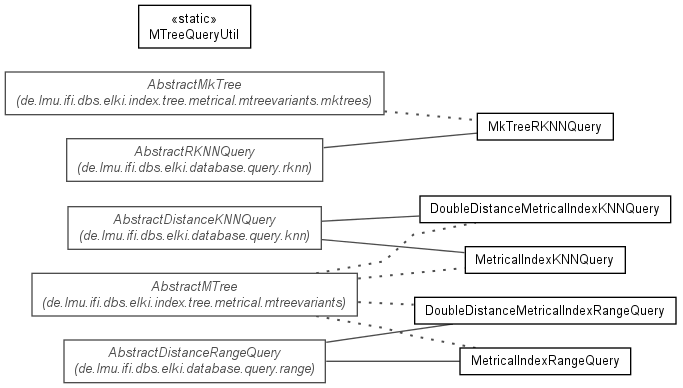 «static»
MTreeQueryUtil
AbstractMkTree
(de.lmu.ifi.dbs.elki.index.tree.metrical.mtreevariants.mktrees)
MkTreeRKNNQuery
AbstractRKNNQuery
(de.lmu.ifi.dbs.elki.database.query.rknn)
DoubleDistanceMetricalIndexKNNQuery
AbstractDistanceKNNQuery
(de.lmu.ifi.dbs.elki.database.query.knn)
MetricalIndexKNNQuery
AbstractMTree
(de.lmu.ifi.dbs.elki.index.tree.metrical.mtreevariants)
DoubleDistanceMetricalIndexRangeQuery
AbstractDistanceRangeQuery
(de.lmu.ifi.dbs.elki.database.query.range)
MetricalIndexRangeQuery